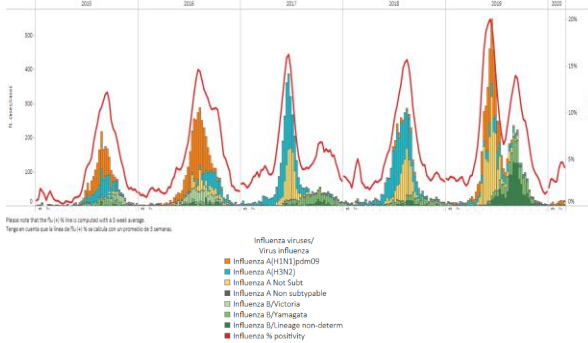 2015 2016 2017 2018 2019 2020
500 20%
400 15%
300
200 10%
100 5%
0 0%
Please note that the flu (+) % line is computed with a 3 week average.
Tenga en cuenta que la línea de flu (+) % se calcula con un promedio de 3 semanas.
Influenza viruses/
Virus influenza
Influenza A(H1N1)pdm09
Influenza A(H3N2)
Influenza A Not Subt
Influenza A Non subtypable
Influenza B/Victoria
Influenza B/Yamagata
Influenza B/Lineage non-determ
Influenza % positivity